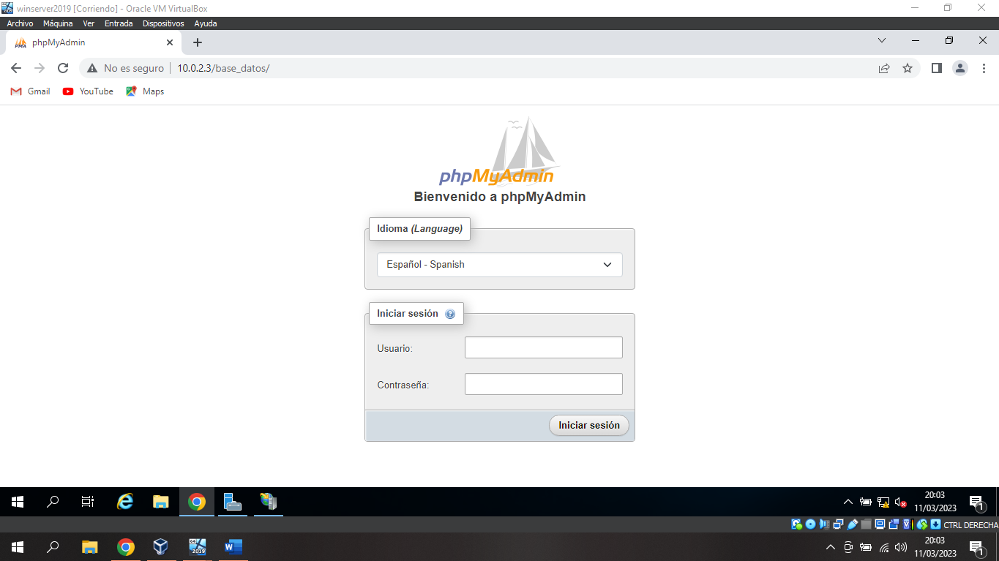 winserver2019 [Corriendo] - Oracle VM VirtualBox
Archivo Máquina Ver Entrada Dispositivos Ayuda
phpMyAdmin
No es seguro 10.0.2.3/base_datos/
Gmail YouTube Maps
phpMyAdmin
Bienvenido a phpMyAdmin
Idioma (Language)
Español - Spanish
Iniciar sesión
Usuario:
Contraseña:
Iniciar sesión
20:03
11/03/2023
1
CTRL DERECHA
20:03
11/03/2023
1